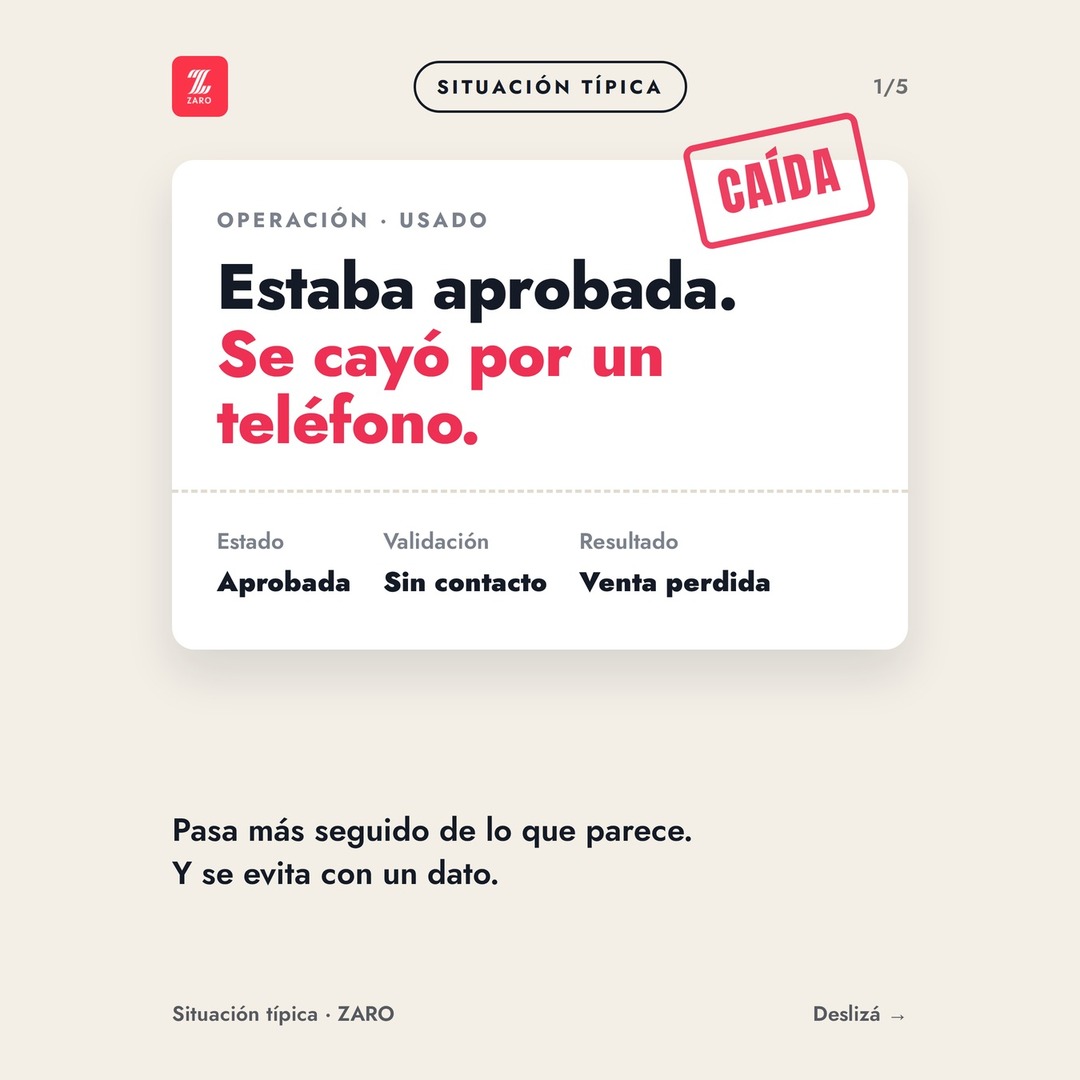 ZARO
SITUACIÓN TÍPICA
1/5
CAÍDA
OPERACIÓN · USADO
Estaba aprobada.
Se cayó por un
teléfono.
Estado
Validación
Resultado
Aprobada
Sin contacto
Venta perdida
Pasa más seguido de lo que parece.
Y se evita con un dato.
Situación típica · ZARO
Deslizá →